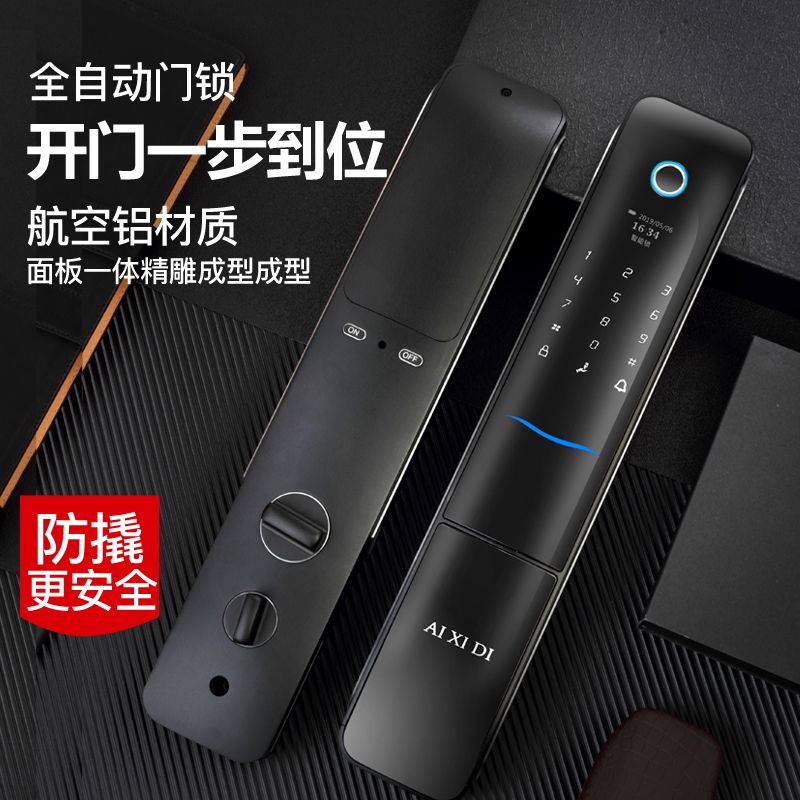 全自动门锁
开门一步到位
航空铝材质
面板一体精雕成型成型
防撬
更安全
ON
OFF
2019/05/06
16:34
智能锁
1 2 3
4 5 6
7 8 9
0 #
AI XI DI